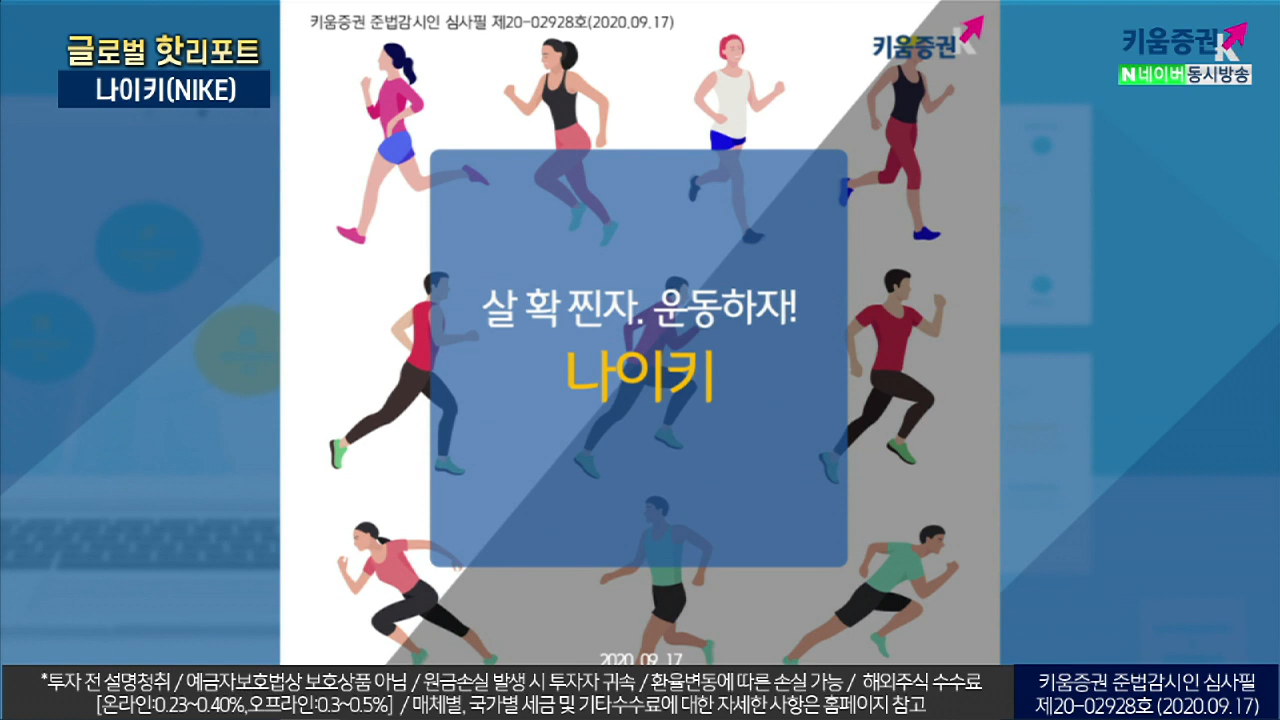 키움증권 준법감시인 심사필 제20-02928호(2020.09.17)
글로벌 핫리포트
나이키(NIKE)
키움증권
키움증권
N 네이버 동시방송
살 확 찐자. 운동하자!
나이키
2020. 09. 17
*투자 전 설명청취 / 예금자보호법상 보호상품 아님 / 원금손실 발생 시 투자자 귀속 / 환율변동에 따른 손실 가능 / 해외주식 수수료
[온라인:0.23~0.40%,오프라인:0.3~0.5%] / 매체별, 국가별 세금 및 기타수수료에 대한 자세한 사항은 홈페이지 참고
키움증권 준법감시인 심사필
제20-02928호 (2020.09.17)